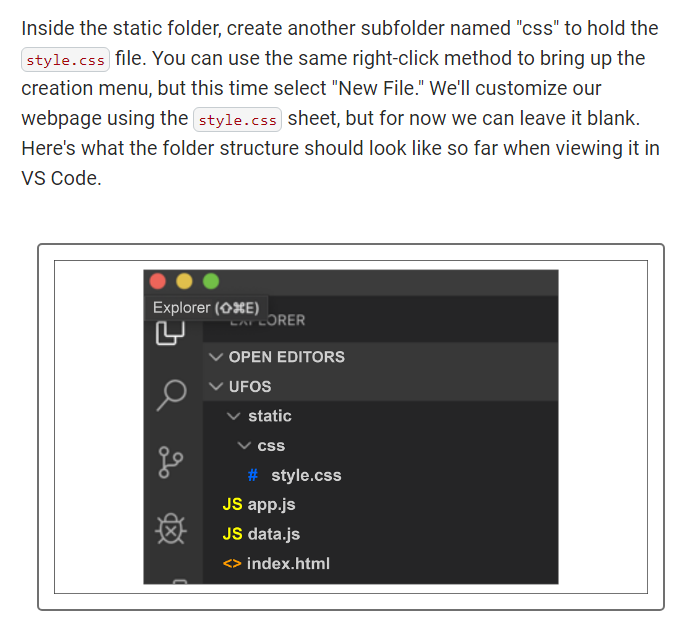 Inside the static folder, create another subfolder named "css" to hold the
style.css file. You can use the same right-click method to bring up the
creation menu, but this time select "New File." We'll customize our
webpage using the style.css sheet, but for now we can leave it blank.
Here's what the folder structure should look like so far when viewing it in
VS Code.
Explorer (⇧⌘E)
EXPLORER
OPEN EDITORS
UFOS
static
css
# style.css
JS app.js
JS data.js
<> index.html